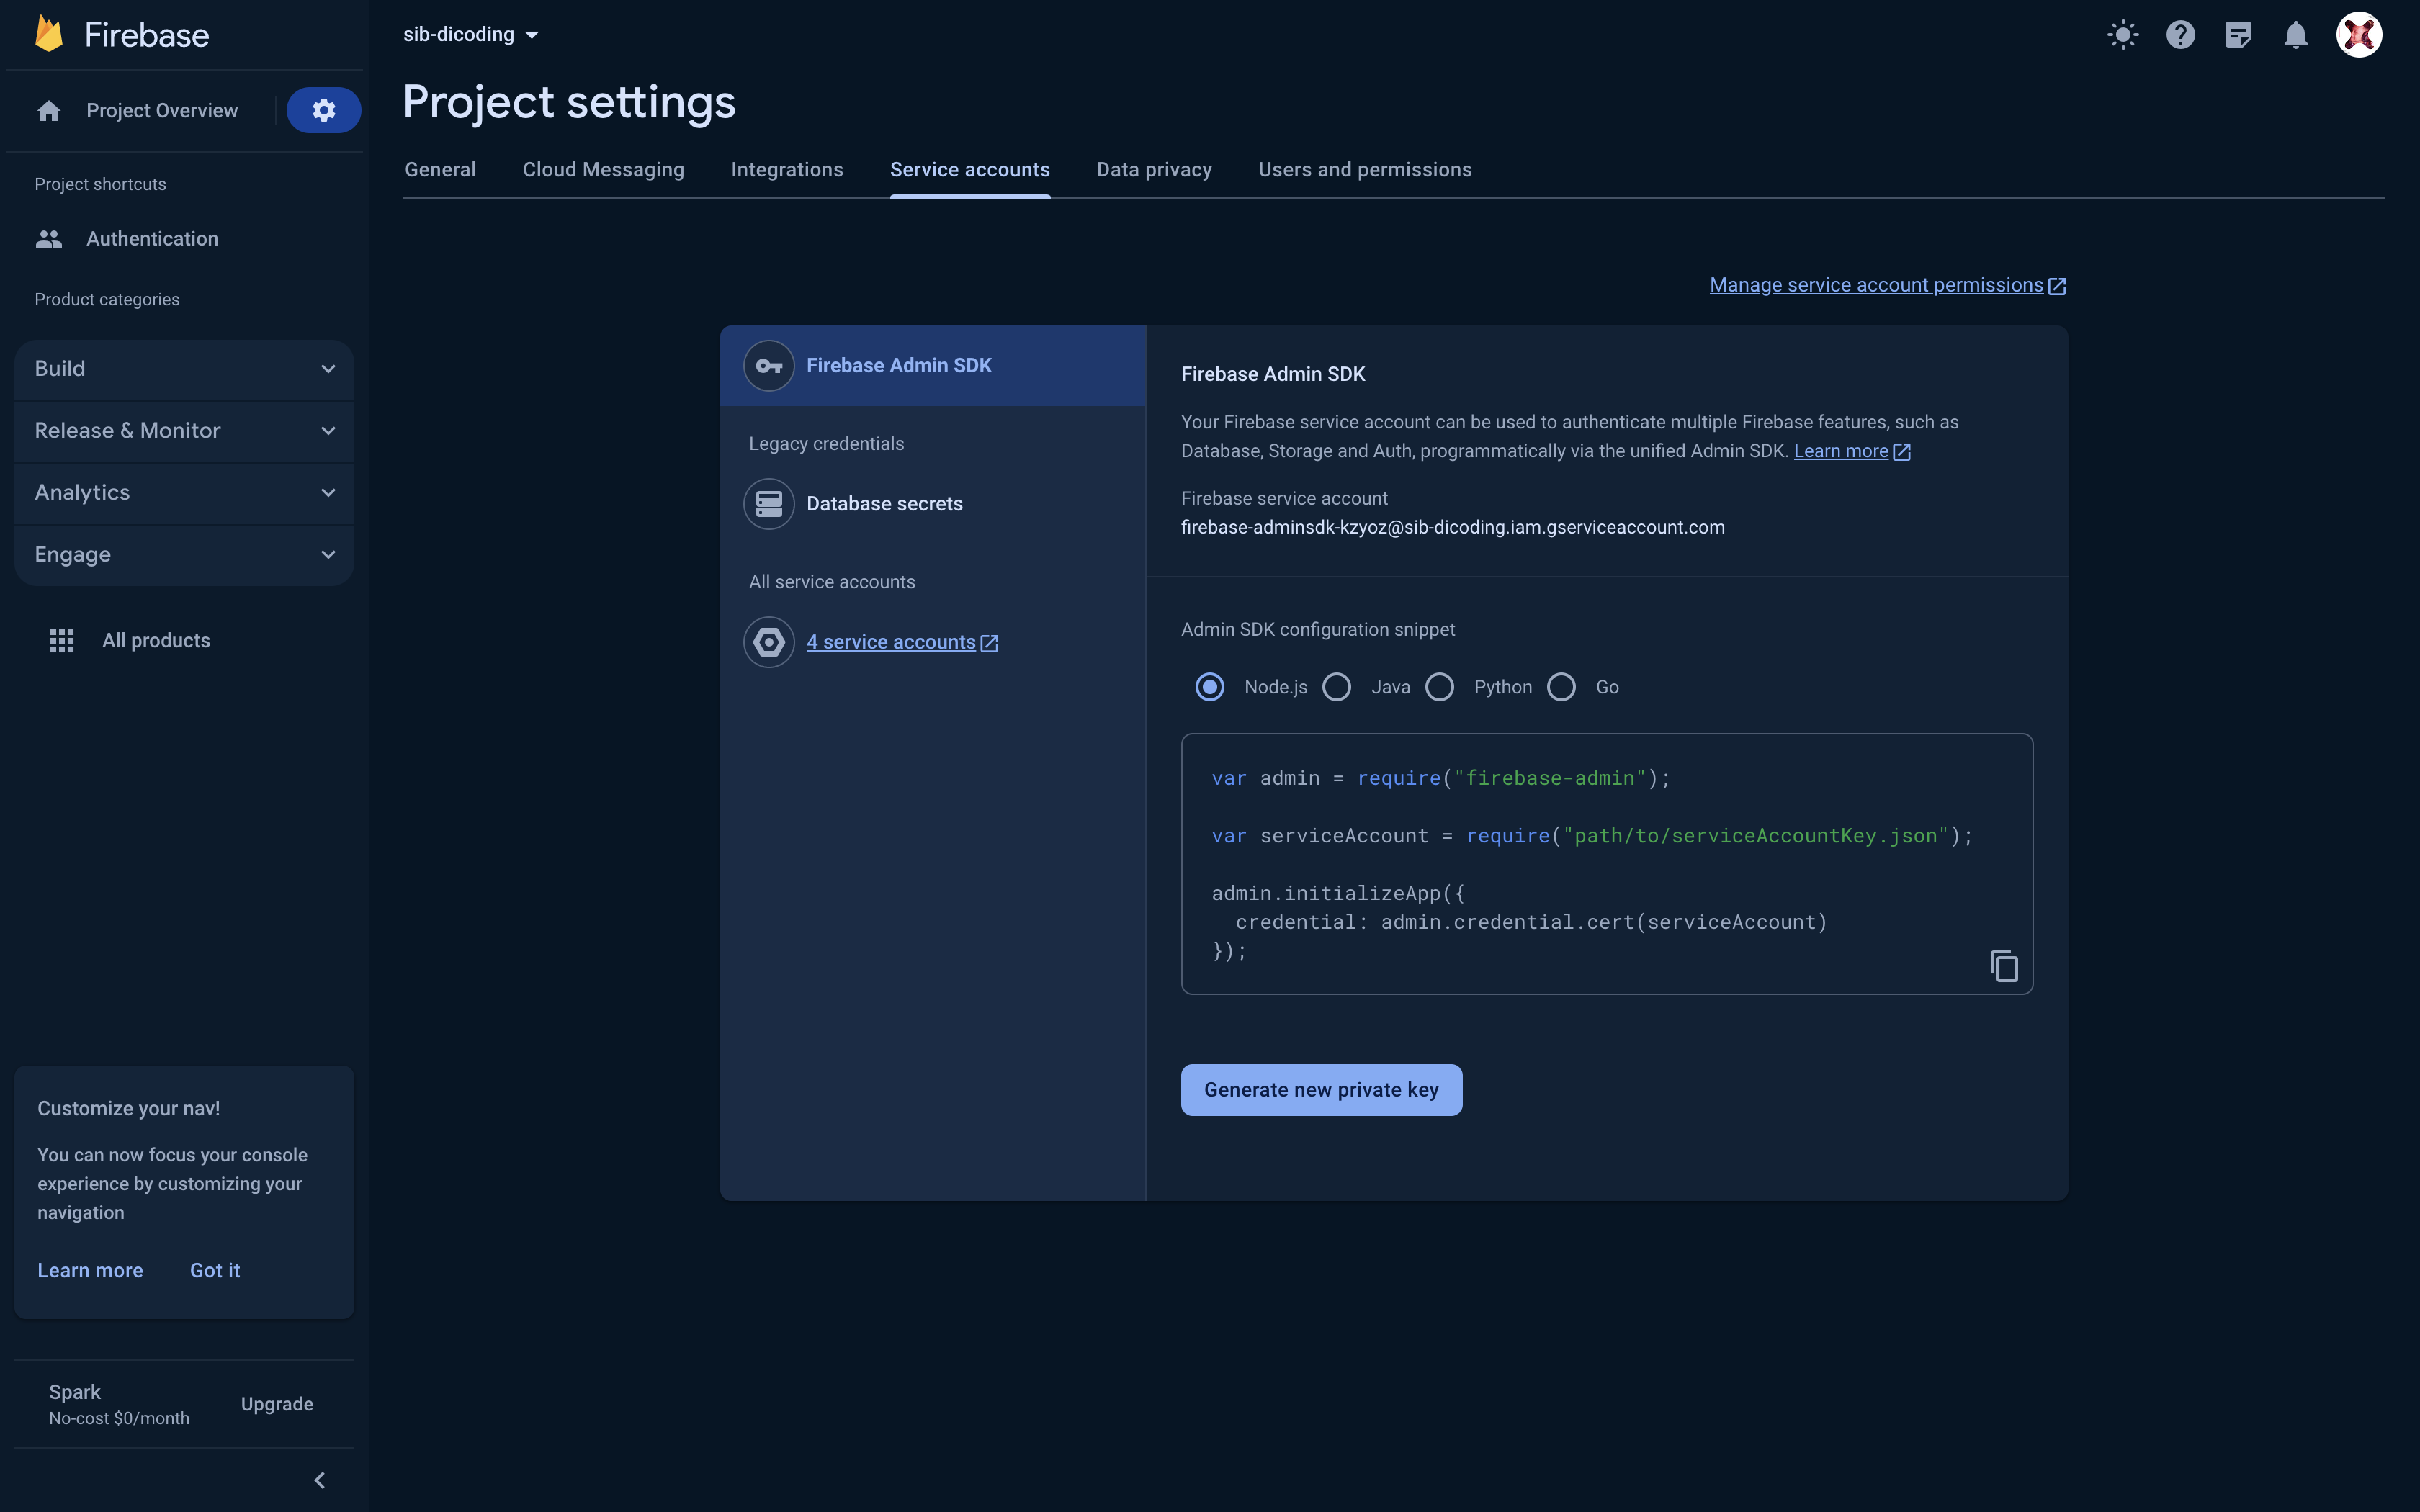 Firebase
sib-dicoding
Project Overview
Project settings
General Cloud Messaging Integrations Service accounts Data privacy Users and permissions
Project shortcuts
Authentication
Product categories
Build
Release & Monitor
Analytics
Engage
All products
Customize your nav!
You can now focus your console
experience by customizing your
navigation
Learn more Got it
Spark
No-cost $0/month
Upgrade
Manage service account permissions
Firebase Admin SDK
Legacy credentials
Database secrets
All service accounts
4 service accounts
Firebase Admin SDK
Your Firebase service account can be used to authenticate multiple Firebase features, such as
Database, Storage and Auth, programmatically via the unified Admin SDK. Learn more
Firebase service account
firebase-adminsdk-kzyoz@sib-dicoding.iam.gserviceaccount.com
Admin SDK configuration snippet
Node.js Java Python Go
var admin = require("firebase-admin");
var serviceAccount = require("path/to/serviceAccountKey.json");
admin.initializeApp({
  credential: admin.credential.cert(serviceAccount)
});
Generate new private key